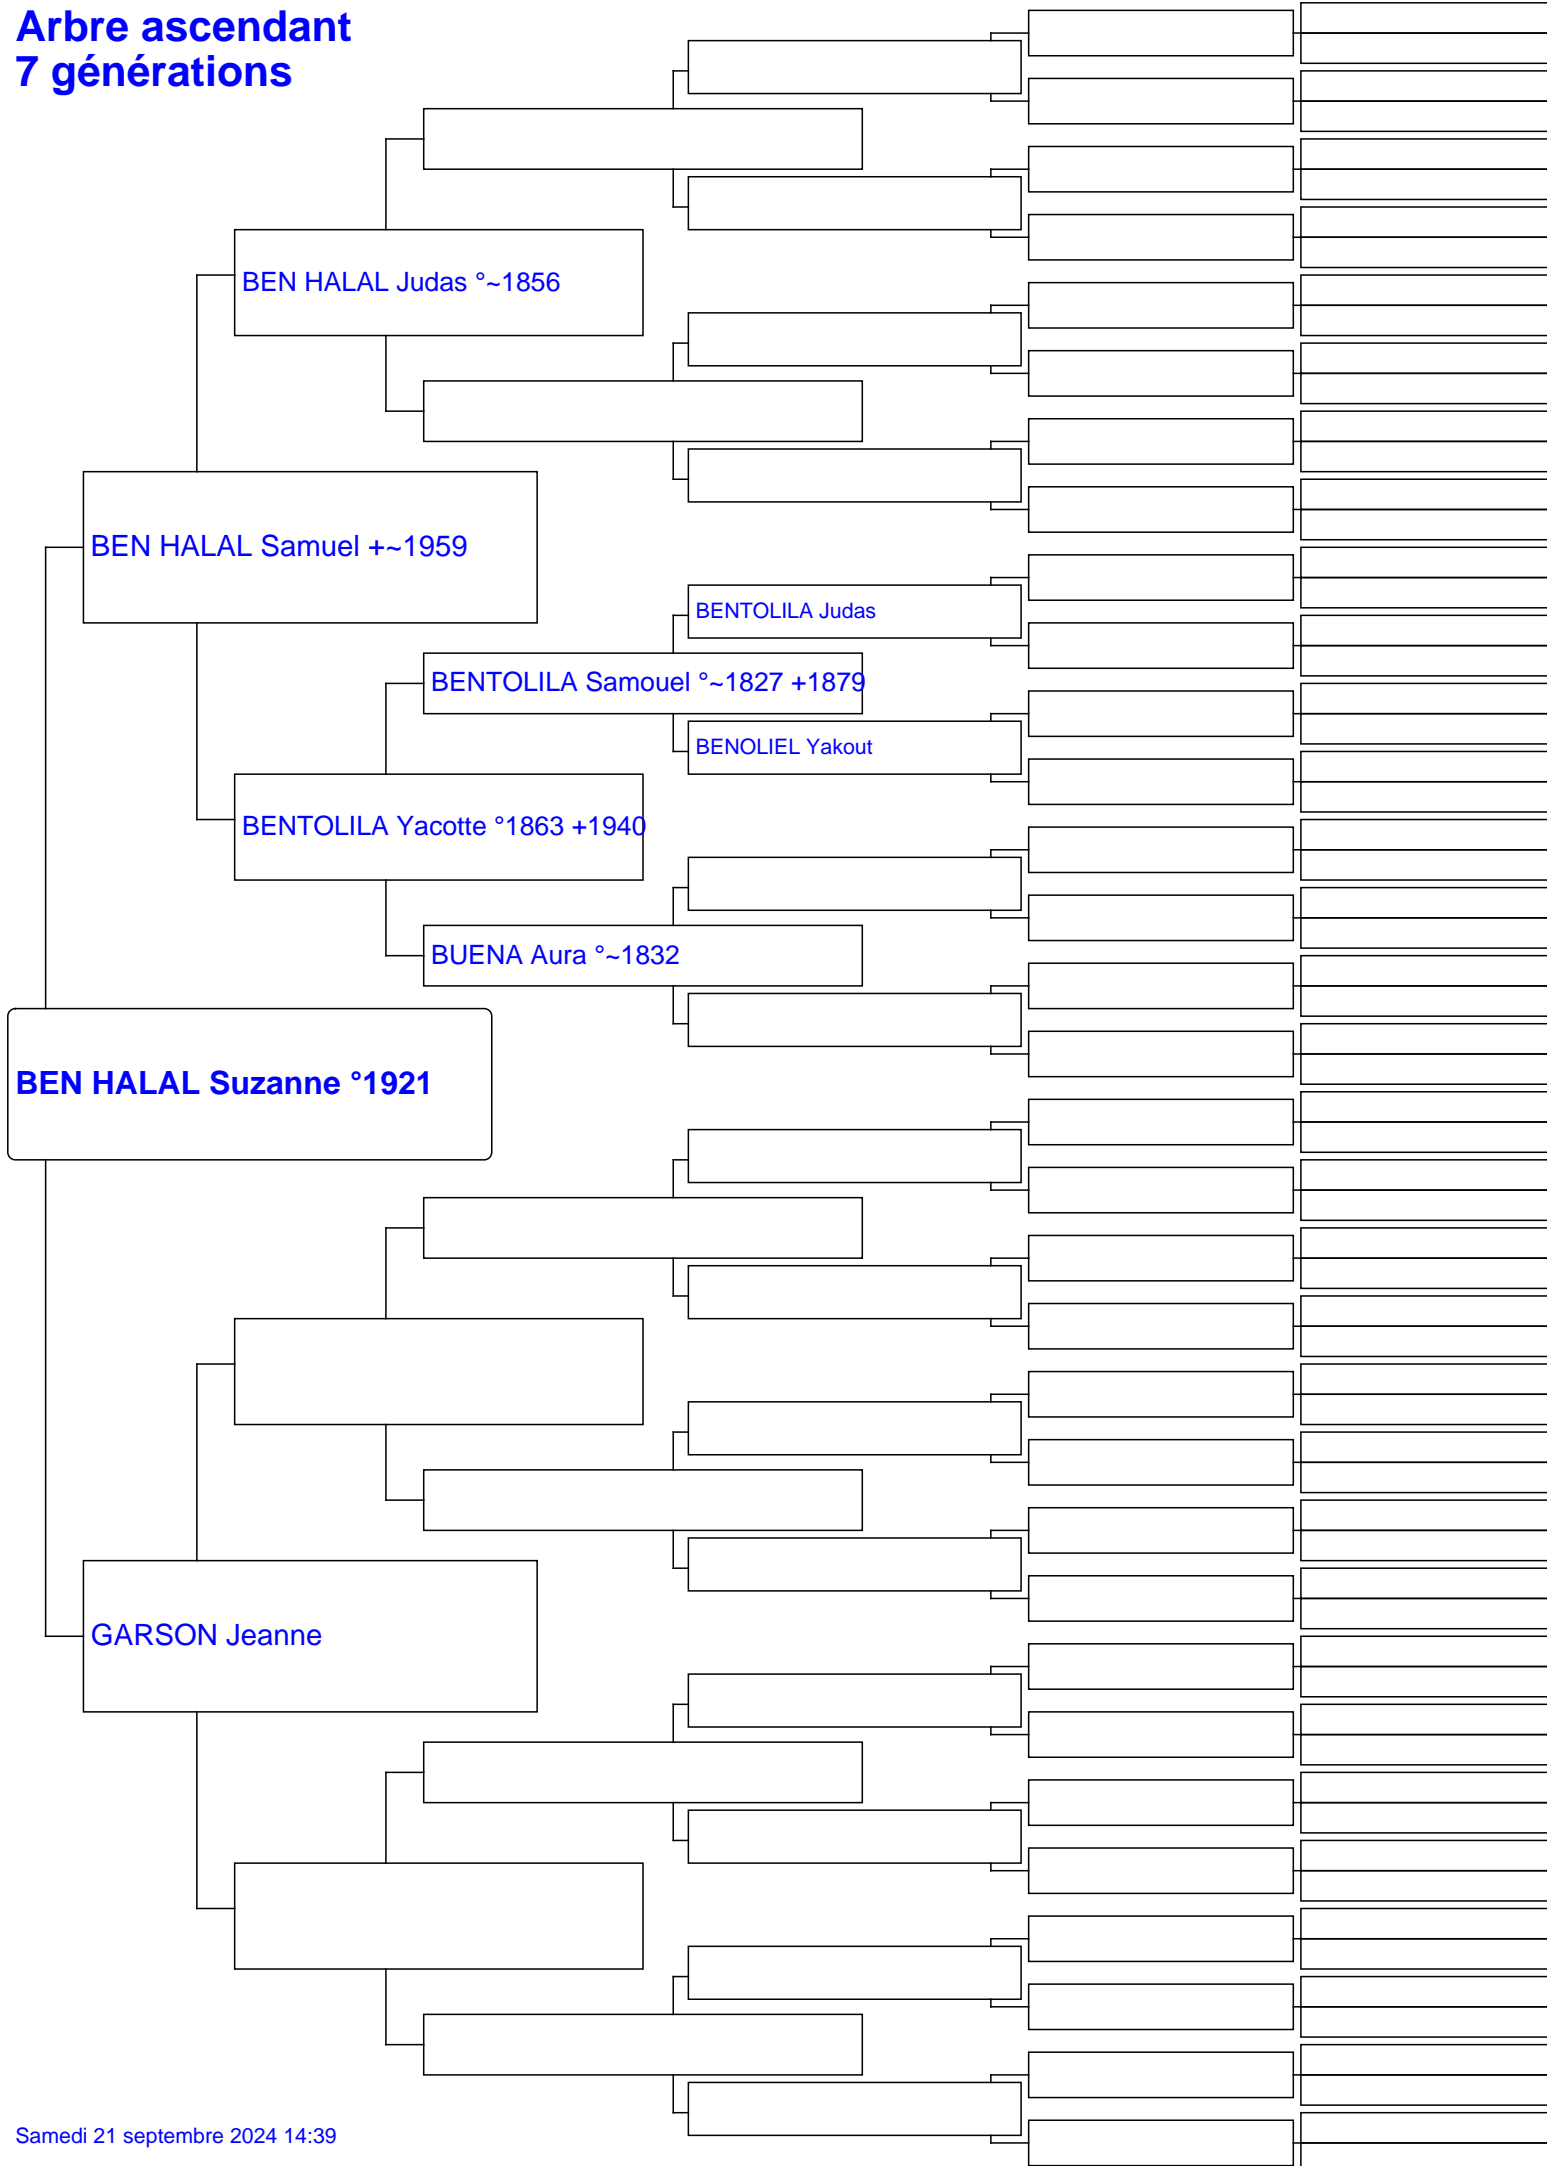 Arbre ascendant
7 générations
BEN HALAL Judas °~1856
BEN HALAL Samuel +~1959
BENTOLILA Judas
BENTOLILA Samouel °~1827 +1879
BENOLIEL Yakout
BENTOLILA Yacotte °1863 +1940
BUENA Aura °~1832
BEN HALAL Suzanne °1921
GARSON Jeanne
Samedi 21 septembre 2024 14:39